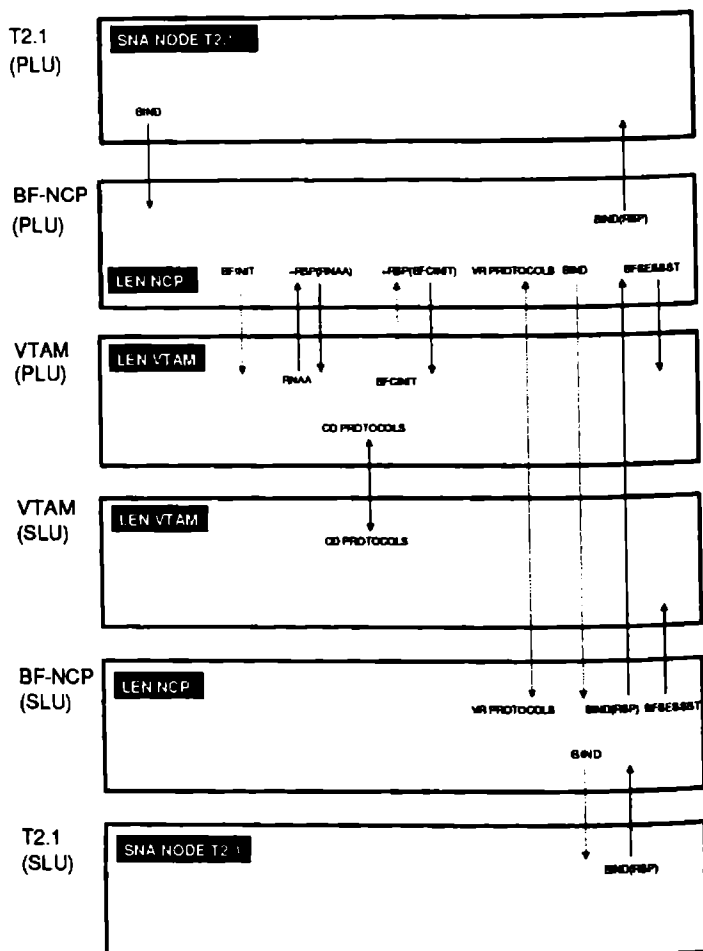 T2.1
(PLU)
SNA NODE T2.1
BIND
BF-NCP
(PLU)
BIND(RSP)
BFINIT
+RSP(RNAA)
+RSP(BFCINIT)
VR PROTOCOLS
BIND
BFSESSST
LEN NCP
VTAM
(PLU)
LEN VTAM
RNAA
BFCINIT
CD PROTOCOLS
VTAM
(SLU)
LEN VTAM
CD PROTOCOLS
BF-NCP
(SLU)
LEN NCP
VR PROTOCOLS
BIND(RSP)
BFSESSST
BIND
T2.1
(SLU)
SNA NODE T2.1
BIND(RSP)